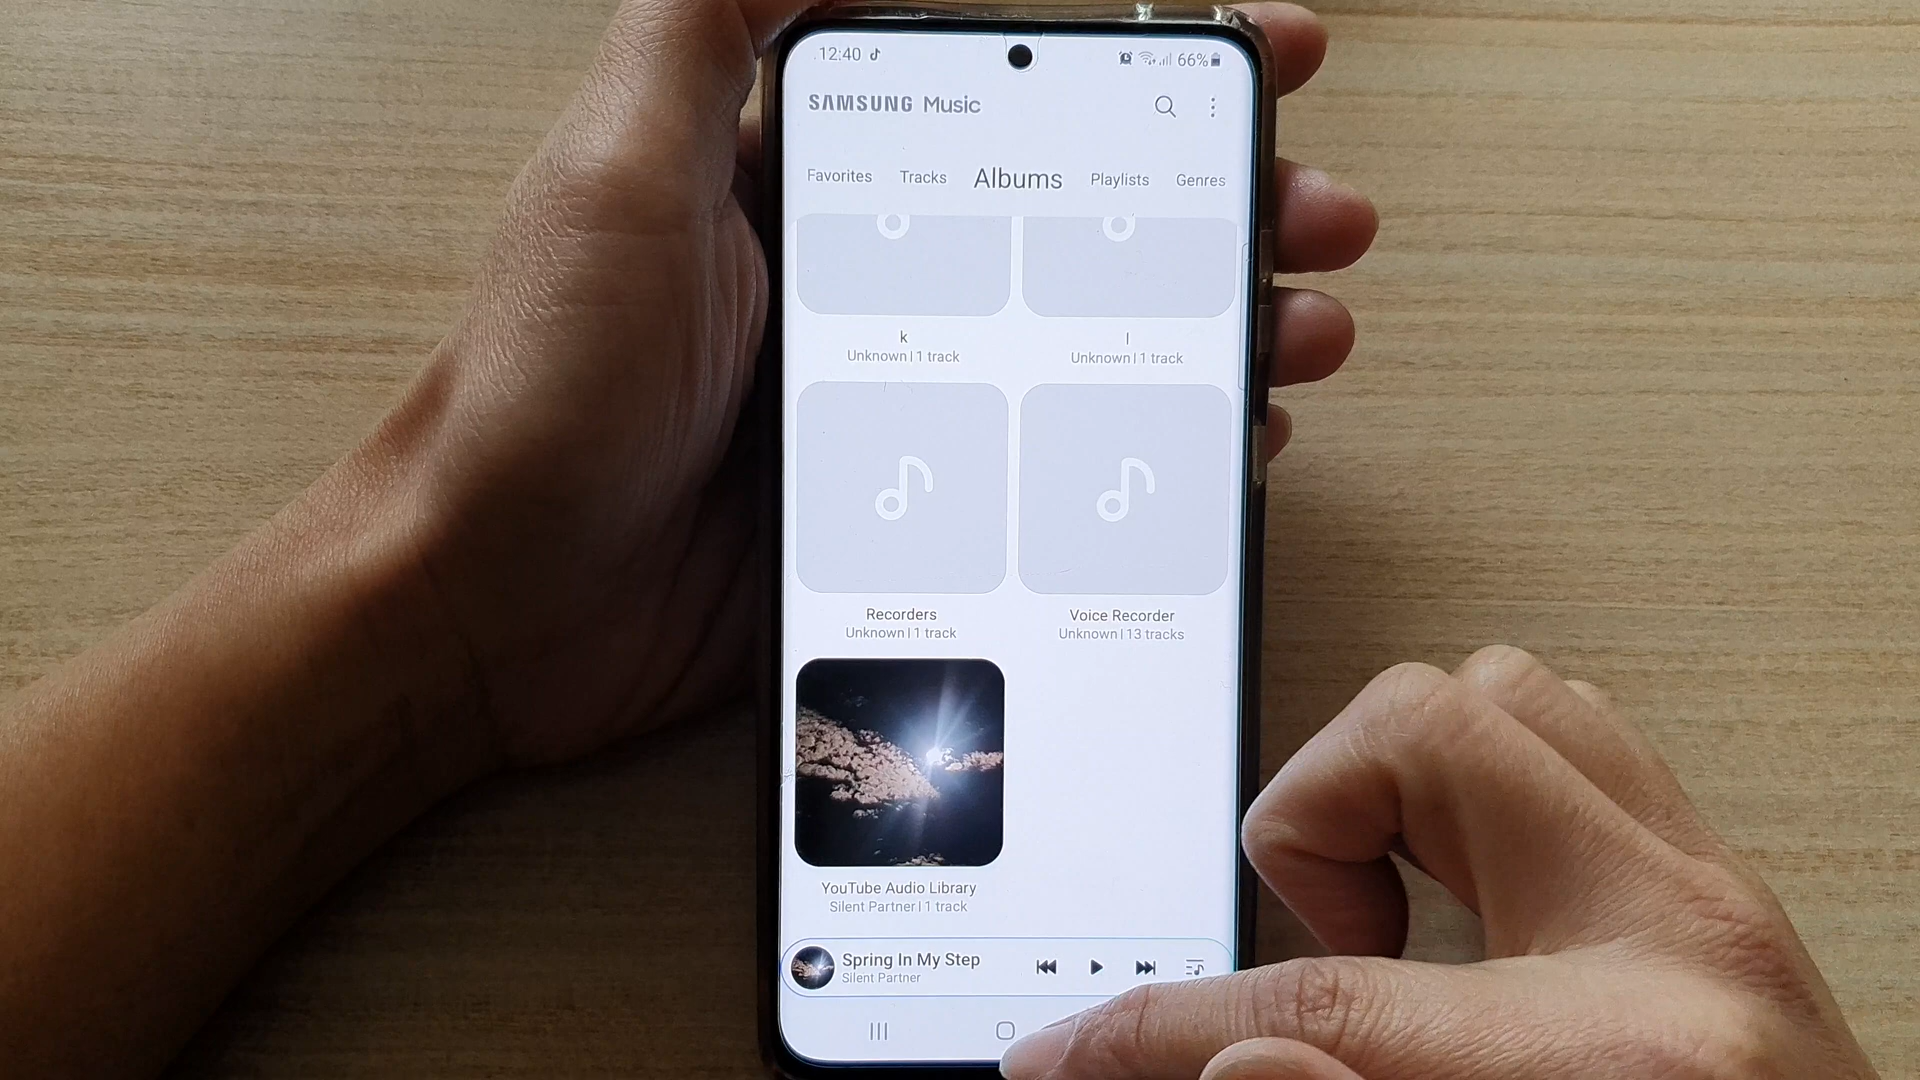 12:40
66%
SAMSUNG Music
Favorites Tracks Albums Playlists Genres
k
Unknown | 1 track
l
Unknown | 1 track
Recorders
Unknown | 1 track
Voice Recorder
Unknown | 13 tracks
YouTube Audio Library
Silent Partner | 1 track
Spring In My Step
Silent Partner